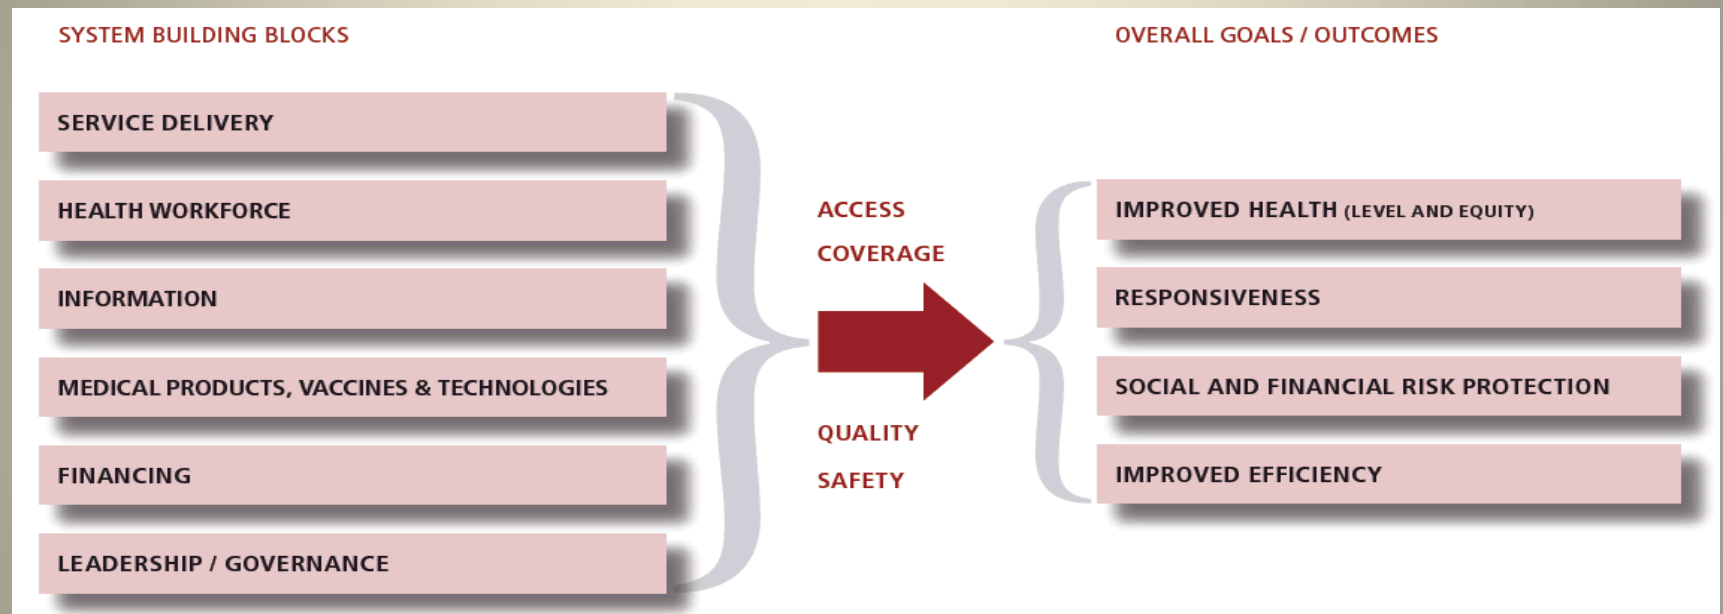 SYSTEM BUILDING BLOCKS
SERVICE DELIVERY
HEALTH WORKFORCE
INFORMATION
MEDICAL PRODUCTS, VACCINES & TECHNOLOGIES
FINANCING
LEADERSHIP / GOVERNANCE
ACCESS
COVERAGE
QUALITY
SAFETY
OVERALL GOALS / OUTCOMES
IMPROVED HEALTH (LEVEL AND EQUITY)
RESPONSIVENESS
SOCIAL AND FINANCIAL RISK PROTECTION
IMPROVED EFFICIENCY